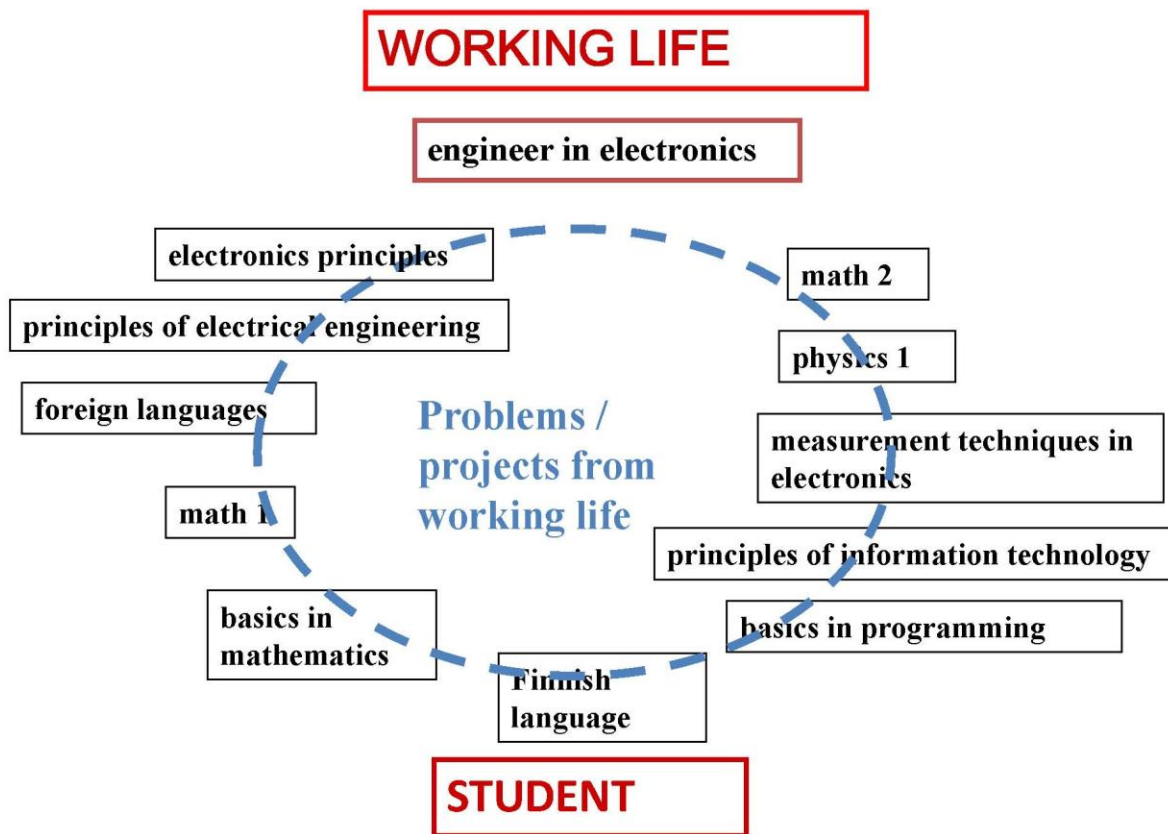 WORKING LIFE
engineer in electronics
electronics principles
math 2
principles of electrical engineering
physics 1
foreign languages
Problems /
projects from
working life
measurement techniques in
electronics
math 1
principles of information technology
basics in
mathematics
basics in programming
Finnish
language
STUDENT